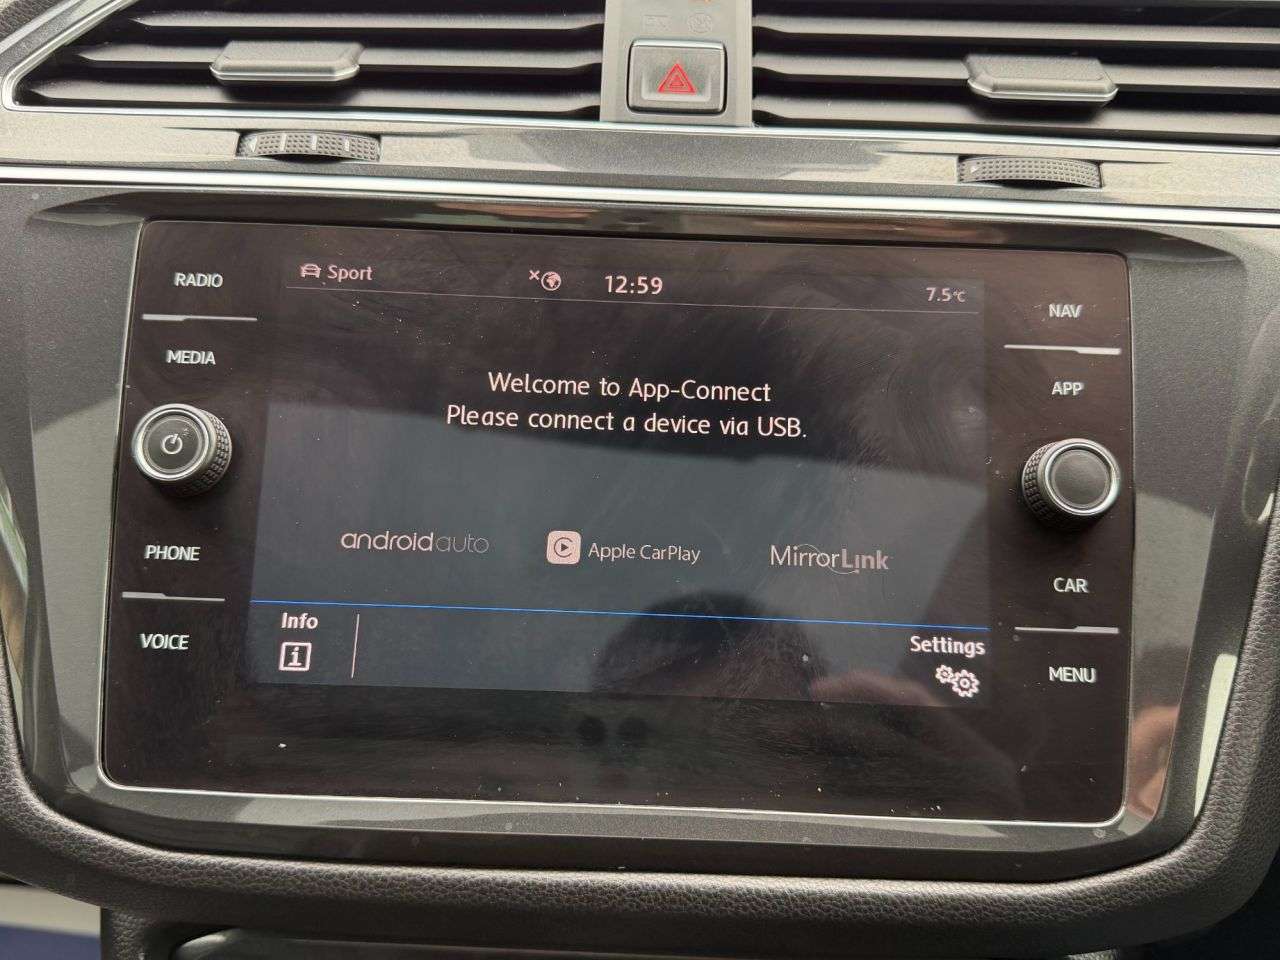 Sport
12:59
7.5°C
RADIO
MEDIA
PHONE
VOICE
Welcome to App-Connect
Please connect a device via USB.
androidauto
Apple CarPlay
MirrorLink
Info
i
Settings
NAV
APP
CAR
MENU